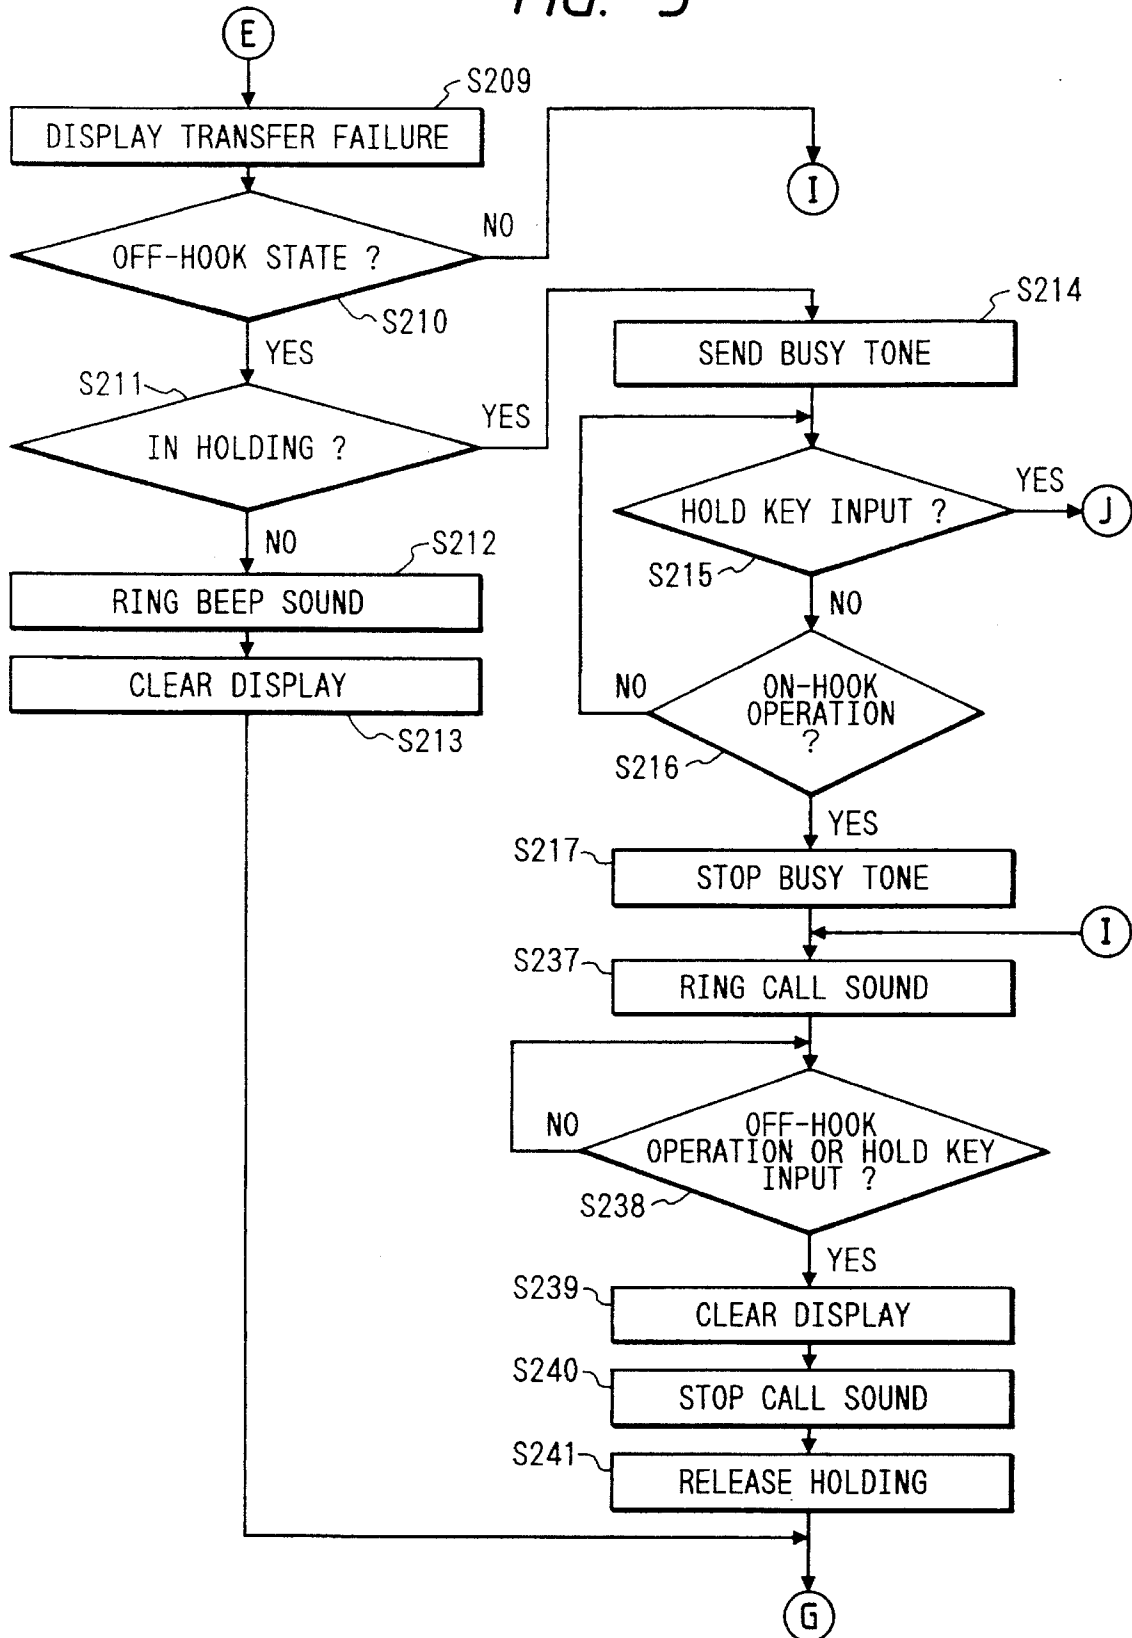 E
S209
DISPLAY TRANSFER FAILURE
I
NO
OFF-HOOK STATE ?
S210
YES
S211
IN HOLDING ?
YES
NO
S212
RING BEEP SOUND
CLEAR DISPLAY
S213
S214
SEND BUSY TONE
HOLD KEY INPUT ?
YES
J
S215
NO
ON-HOOK
OPERATION
?
NO
S216
YES
S217
STOP BUSY TONE
I
S237
RING CALL SOUND
NO
OFF-HOOK
OPERATION OR HOLD KEY
INPUT ?
S238
YES
S239
CLEAR DISPLAY
S240
STOP CALL SOUND
S241
RELEASE HOLDING
G